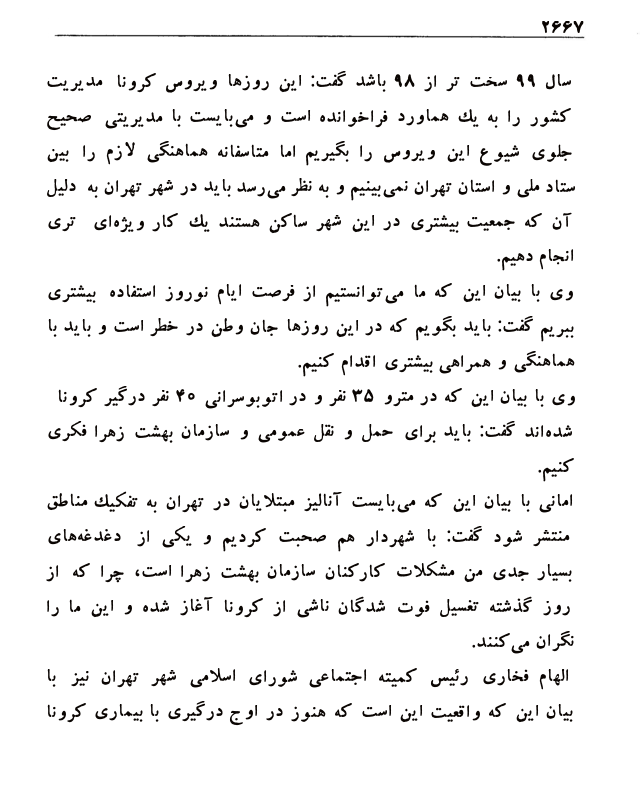 ۲۶۶۷
سال ۹۹ سخت تر از ۹۸ باشد گفت: این روزها ویروس کرونا مدیریت
کشور را به یك هماورد فراخوانده است و می‌بایست با مدیریتی صحیح
جلوی شیوع این ویروس را بگیریم اما متاسفانه هماهنگی لازم را بین
ستاد ملی و استان تهران نمی‌بینیم و به نظر می‌رسد باید در شهر تهران به دلیل
آن که جمعیت بیشتری در این شهر ساکن هستند یك کار ویژه‌ای تری
انجام دهیم.
وی با بیان این که ما می‌توانستیم از فرصت ایام نوروز استفاده بیشتری
ببریم گفت: باید بگویم که در این روزها جان وطن در خطر است و باید با
هماهنگی و همراهی بیشتری اقدام کنیم.
وی با بیان این که در مترو ۳۵ نفر و در اتوبوسرانی ۴۰ نفر درگیر کرونا
شده‌اند گفت: باید برای حمل و نقل عمومی و سازمان بهشت زهرا فکری
کنیم.
امانی با بیان این که می‌بایست آنالیز مبتلایان در تهران به تفکیك مناطق
منتشر شود گفت: با شهردار هم صحبت کردیم و یکی از دغدغه‌های
بسیار جدی من مشکلات کارکنان سازمان بهشت زهرا است، چرا که از
روز گذشته تغسیل فوت شدگان ناشی از کرونا آغاز شده و این ما را
نگران می‌کنند.
الهام فخاری رئیس کمیته اجتماعی شورای اسلامی شهر تهران نیز با
بیان این که واقعیت این است که هنوز در اوج درگیری با بیماری کرونا